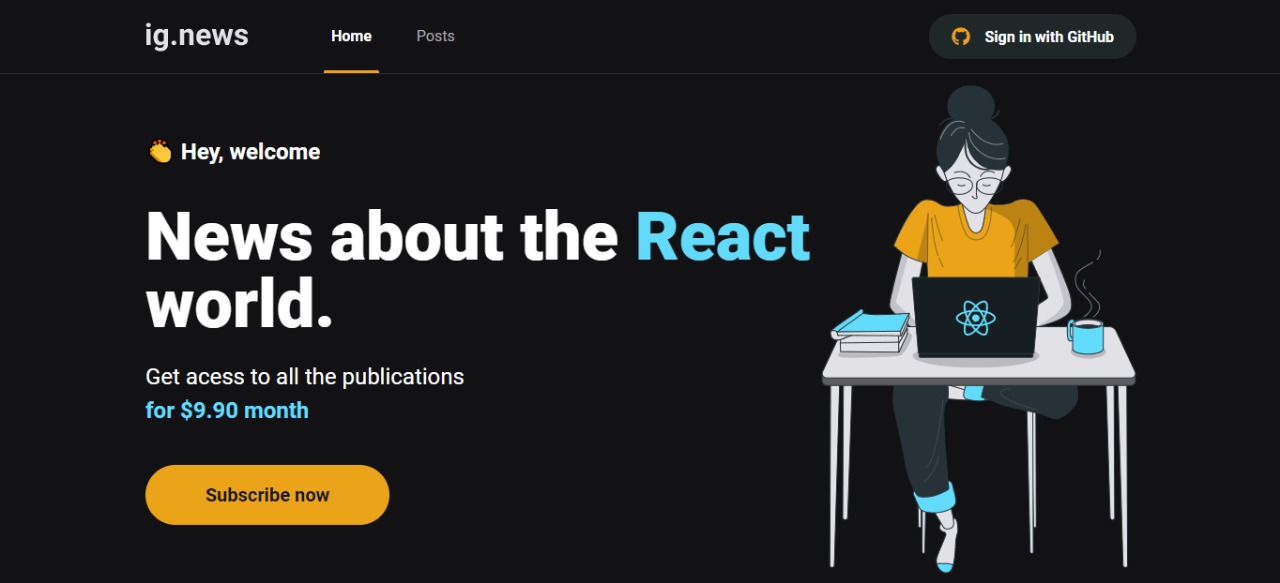 ig.news
Home
Posts
Sign in with GitHub
👏 Hey, welcome
News about the React
world.
Get acess to all the publications
for $9.90 month
Subscribe now